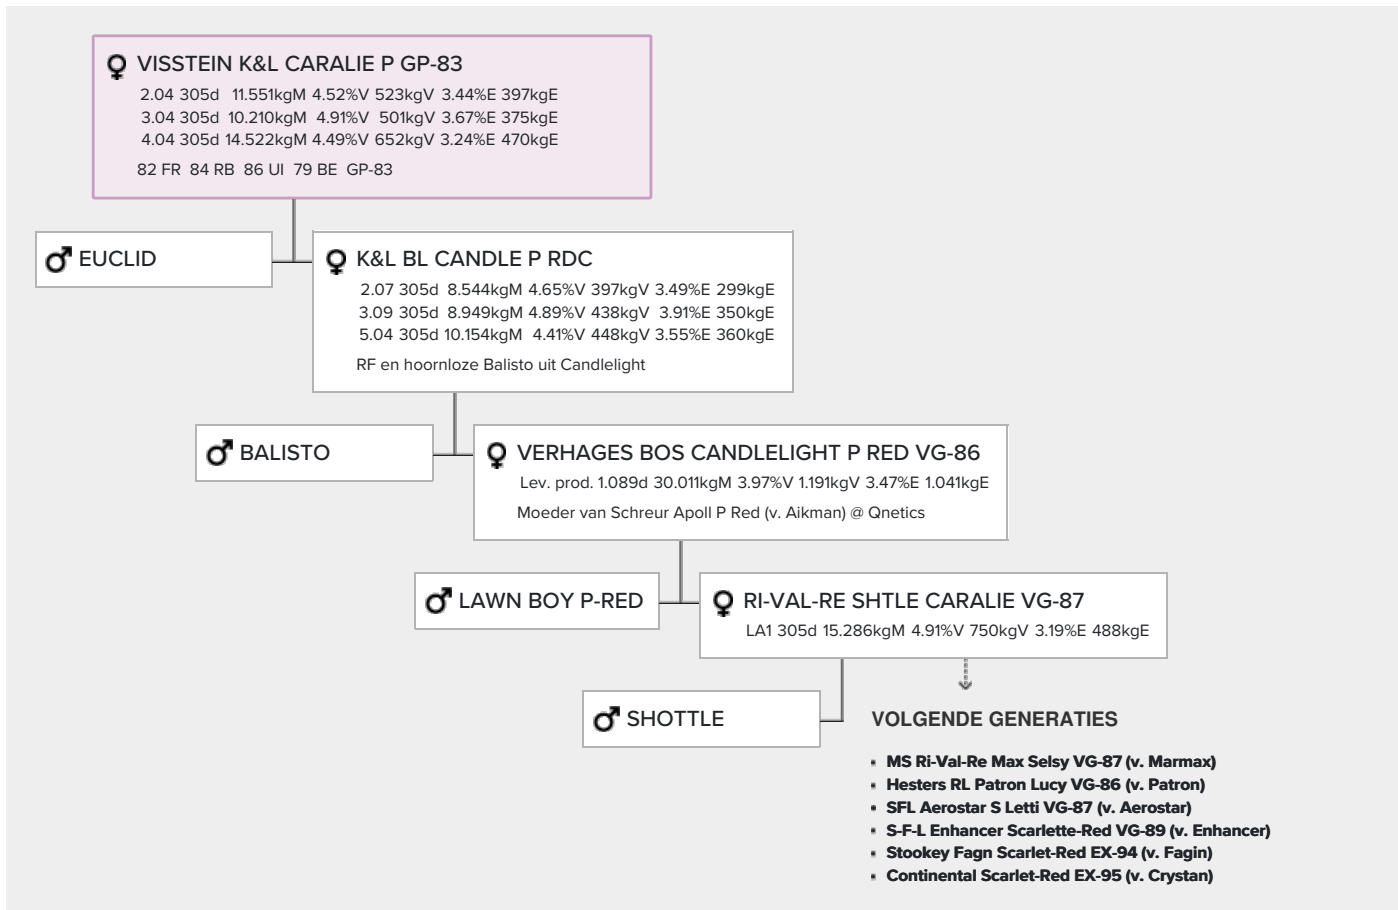 VISSTEIN K&L CARALIE P GP-83
2.04 305d 11.551kgM 4.52%V 523kgV 3.44%E 397kgE
3.04 305d 10.210kgM 4.91%V 501kgV 3.67%E 375kgE
4.04 305d 14.522kgM 4.49%V 652kgV 3.24%E 470kgE
82 FR 84 RB 86 UI 79 BE GP-83
EUCLID
K&L BL CANDLE P RDC
2.07 305d 8.544kgM 4.65%V 397kgV 3.49%E 299kgE
3.09 305d 8.949kgM 4.89%V 438kgV 3.91%E 350kgE
5.04 305d 10.154kgM 4.41%V 448kgV 3.55%E 360kgE
RF en hoornloze Balisto uit Candlelight
BALISTO
VERHAGES BOS CANDLELIGHT P RED VG-86
Lev. prod. 1.089d 30.011kgM 3.97%V 1.191kgV 3.47%E 1.041kgE
Moeder van Schreur Apoll P Red (v. Aikman) @ Qnetics
LAWN BOY P-RED
RI-VAL-RE SHTLE CARALIE VG-87
LA1 305d 15.286kgM 4.91%V 750kgV 3.19%E 488kgE
SHOTTLE
VOLGENDE GENERATIES
▪ MS Ri-Val-Re Max Selsy VG-87 (v. Marmax)
▪ Hesters RL Patron Lucy VG-86 (v. Patron)
▪ SFL Aerostar S Letti VG-87 (v. Aerostar)
▪ S-F-L Enhancer Scarlette-Red VG-89 (v. Enhancer)
▪ Stookey Fagn Scarlet-Red EX-94 (v. Fagin)
▪ Continental Scarlet-Red EX-95 (v. Crystan)